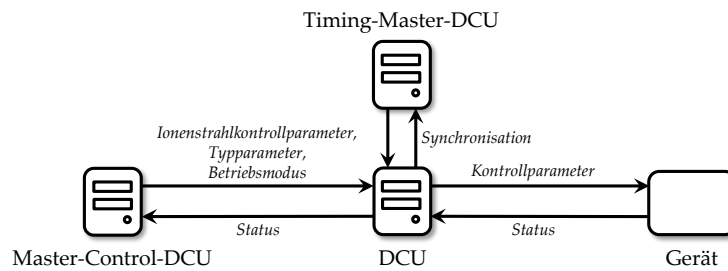 Timing-Master-DCU
Ionenstrahlkontrollparameter,
Typparameter,
Betriebsmodus
Synchronisation
Kontrollparameter
Status
Status
Master-Control-DCU
DCU
Gerät